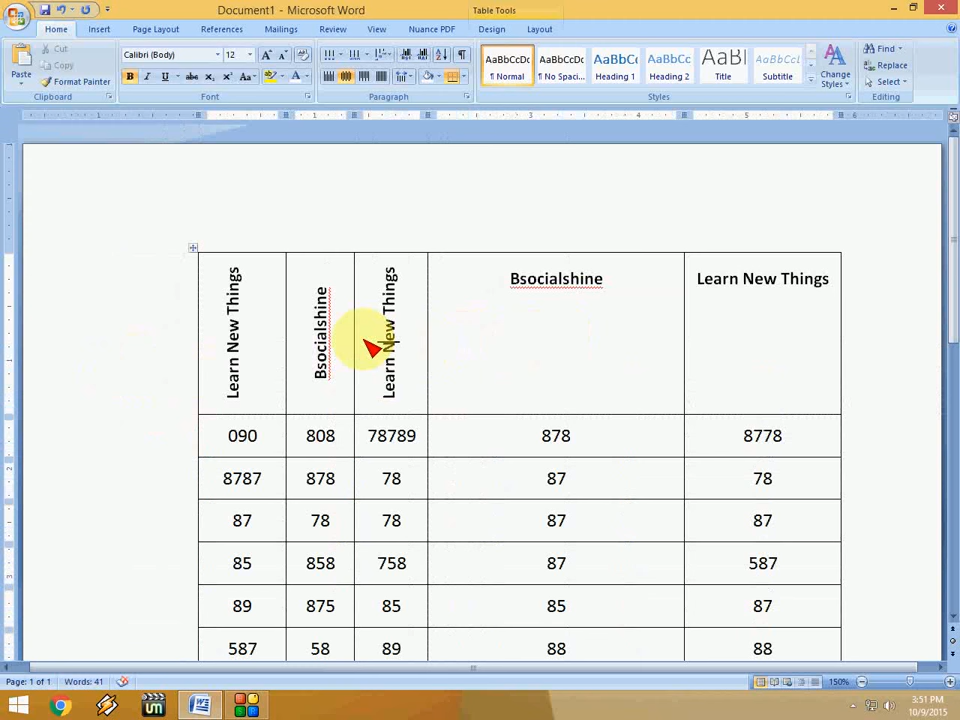 Document1 - Microsoft Word
Table Tools
Home Insert Page Layout References Mailings Review View Nuance PDF Design Layout
Paste
Cut
Copy
Format Painter
Clipboard
Calibri (Body) 12
Font
Paragraph
AaBbCcDc AaBbCcDc AaBbCc AaBbCc AaBl AaBbCcL
¶ Normal ¶ No Spaci... Heading 1 Heading 2 Title Subtitle
Styles
Change Styles
Find
Replace
Select
Editing
Learn New Things Bsocialshine Learn New Things Bsocialshine Learn New Things
090 808 78789 878 8778
8787 878 78 87 78
87 78 78 87 87
85 858 758 87 587
89 875 85 85 87
587 58 89 88 88
Page: 1 of 1 Words: 41 150%
3:51 PM
10/9/2015